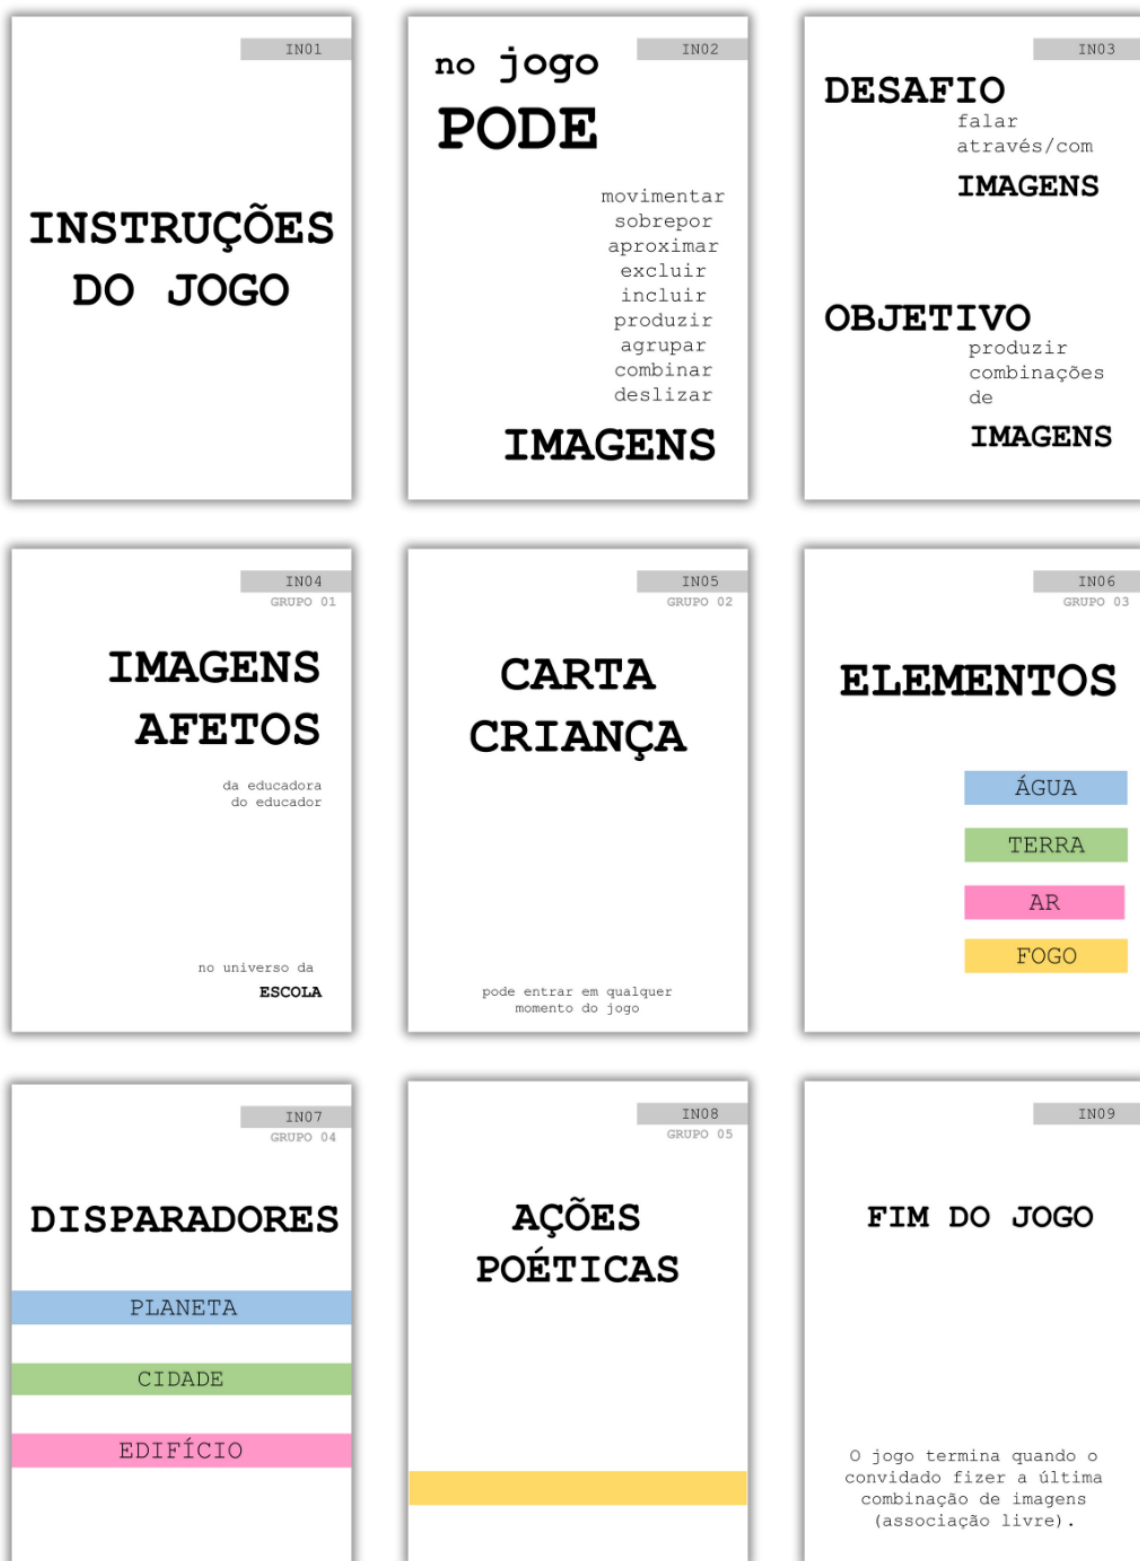 IN01
INSTRUÇÕES
DO JOGO
IN02
no jogo
PODE
movimentar
sobrepor
aproximar
excluir
incluir
produzir
agrupar
combinar
deslizar
IMAGENS
IN03
DESAFIO
falar
através/com
IMAGENS
OBJETIVO
produzir
combinações
de
IMAGENS
IN04
GRUPO 01
IMAGENS
AFETOS
da educadora
do educador
no universo da
ESCOLA
IN05
GRUPO 02
CARTA
CRIANÇA
pode entrar em qualquer
momento do jogo
IN06
GRUPO 03
ELEMENTOS
ÁGUA
TERRA
AR
FOGO
IN07
GRUPO 04
DISPARADORES
PLANETA
CIDADE
EDIFÍCIO
IN08
GRUPO 05
AÇÕES
POÉTICAS
IN09
FIM DO JOGO
O jogo termina quando o
convidado fizer a última
combinação de imagens
(associação livre).